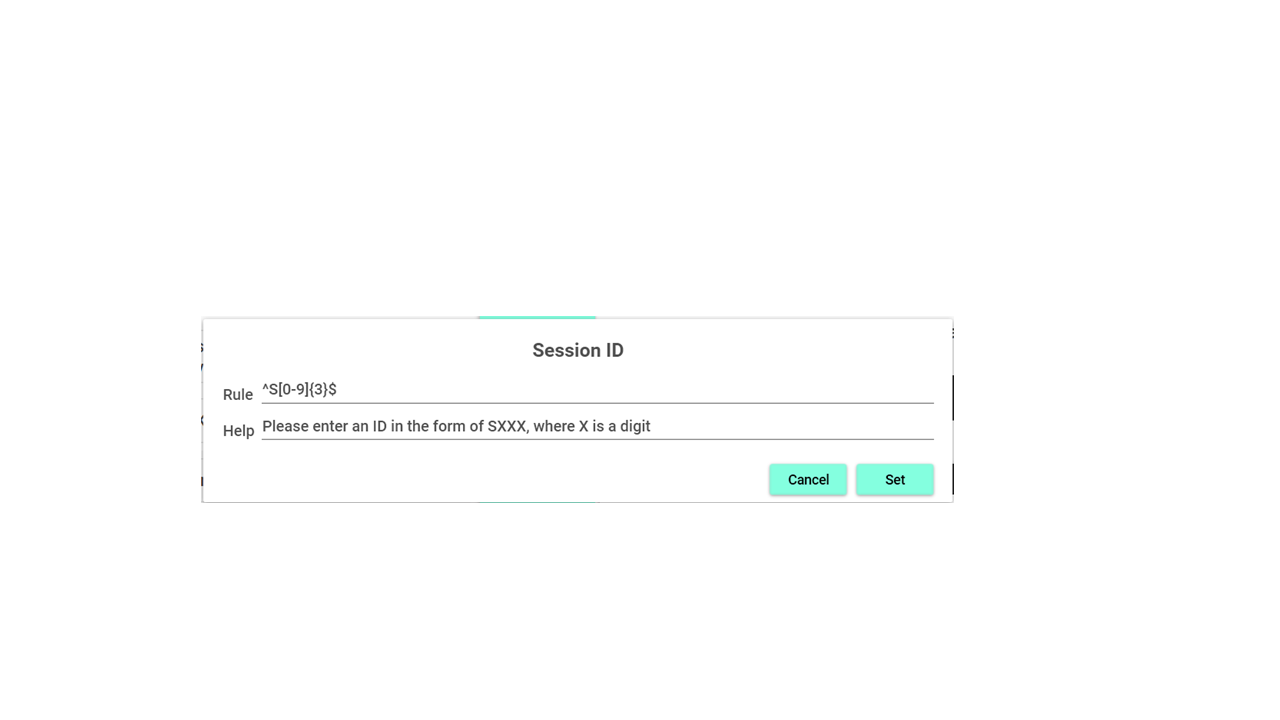 Session ID
Rule ^S[0-9]{3}$
Help Please enter an ID in the form of SXXX, where X is a digit
Cancel Set